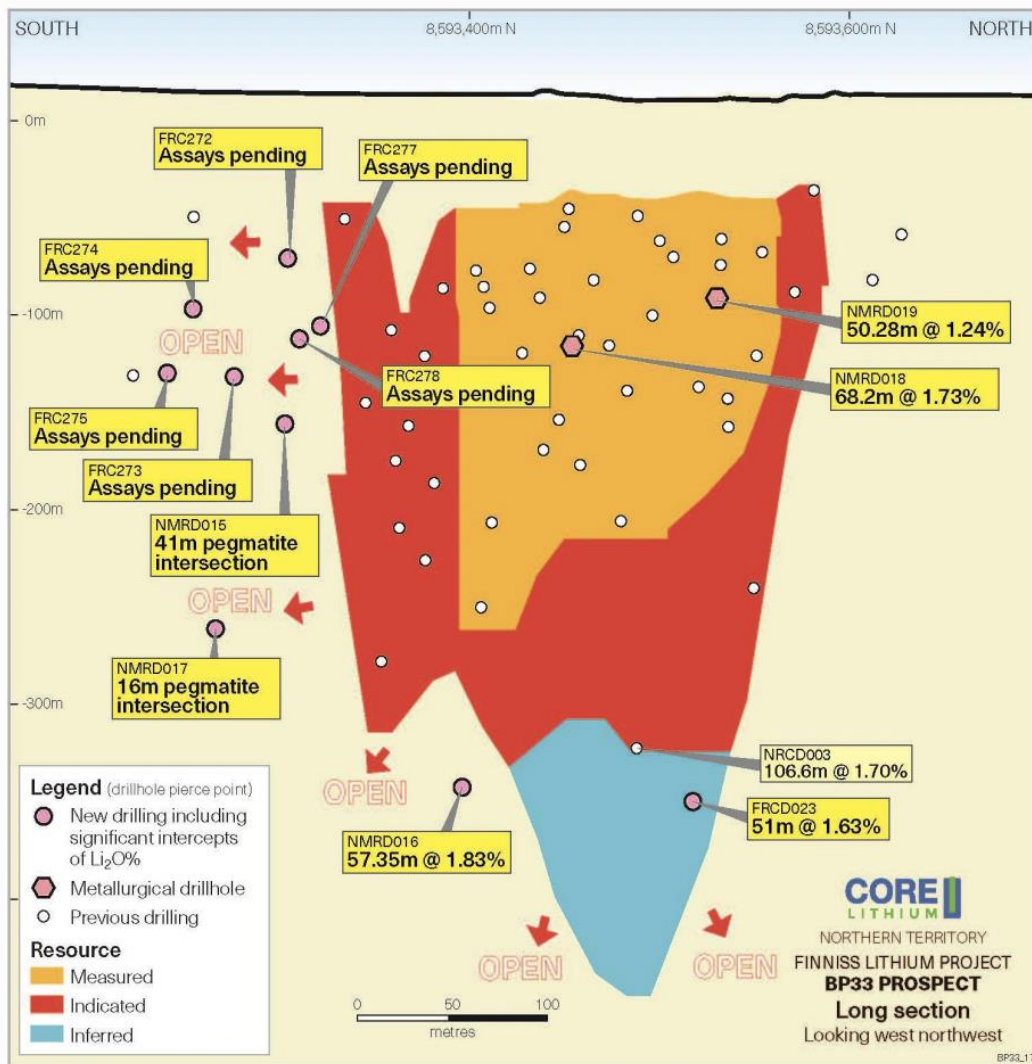 SOUTH
8,593,400m N
8,593,600m N
NORTH
0m
FRC272
Assays pending
FRC277
Assays pending
FRC274
Assays pending
-100m
OPEN
NMRD019
50.28m @ 1.24%
FRC278
Assays pending
NMRD018
68.2m @ 1.73%
FRC275
Assays pending
FRC273
Assays pending
-200m
NMRD015
41m pegmatite
intersection
OPEN
NMRD017
16m pegmatite
intersection
-300m
NRCD003
106.6m @ 1.70%
OPEN
FRCD023
51m @ 1.63%
NMRD016
57.35m @ 1.83%
Legend (drillhole pierce point)
New drilling including
significant intercepts
of Li₂O%
Metallurgical drillhole
Previous drilling
Resource
Measured
Indicated
Inferred
OPEN
OPEN
0 50 100
metres
CORE
LITHIUM
NORTHERN TERRITORY
FINNISS LITHIUM PROJECT
BP33 PROSPECT
Long section
Looking west northwest